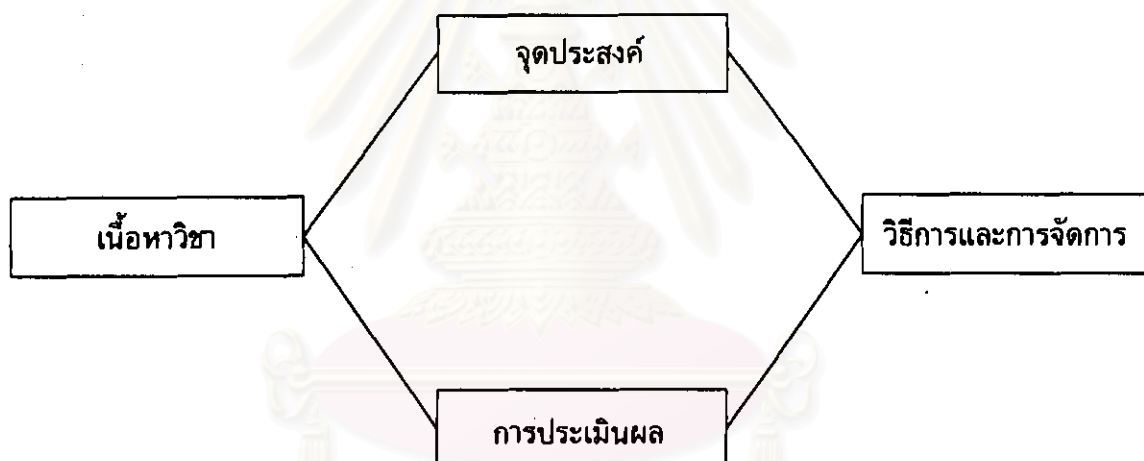 จุดประสงค์
เนื้อหาวิชา
วิธีการและการจัดการ
การประเมินผล